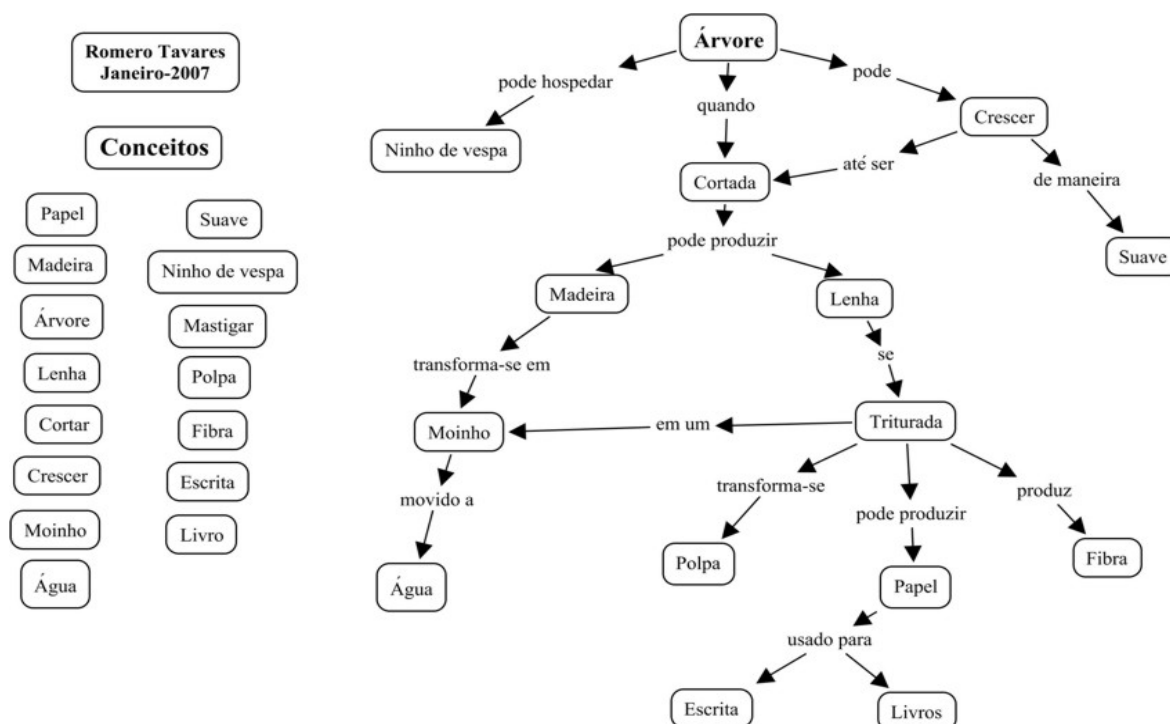 Romero Tavares
Janeiro-2007
Conceitos
Papel
Madeira
Árvore
Lenha
Cortar
Crescer
Moinho
Água
Suave
Ninho de vespa
Mastigar
Polpa
Fibra
Escrita
Livro
Árvore
pode hospedar
quando
pode
Ninho de vespa
Crescer
até ser
de maneira
Cortada
Suave
pode produzir
Madeira
Lenha
transforma-se em
se
Moinho
em um
Triturada
movido a
transforma-se
pode produzir
produz
Água
Polpa
Papel
Fibra
usado para
Escrita
Livros